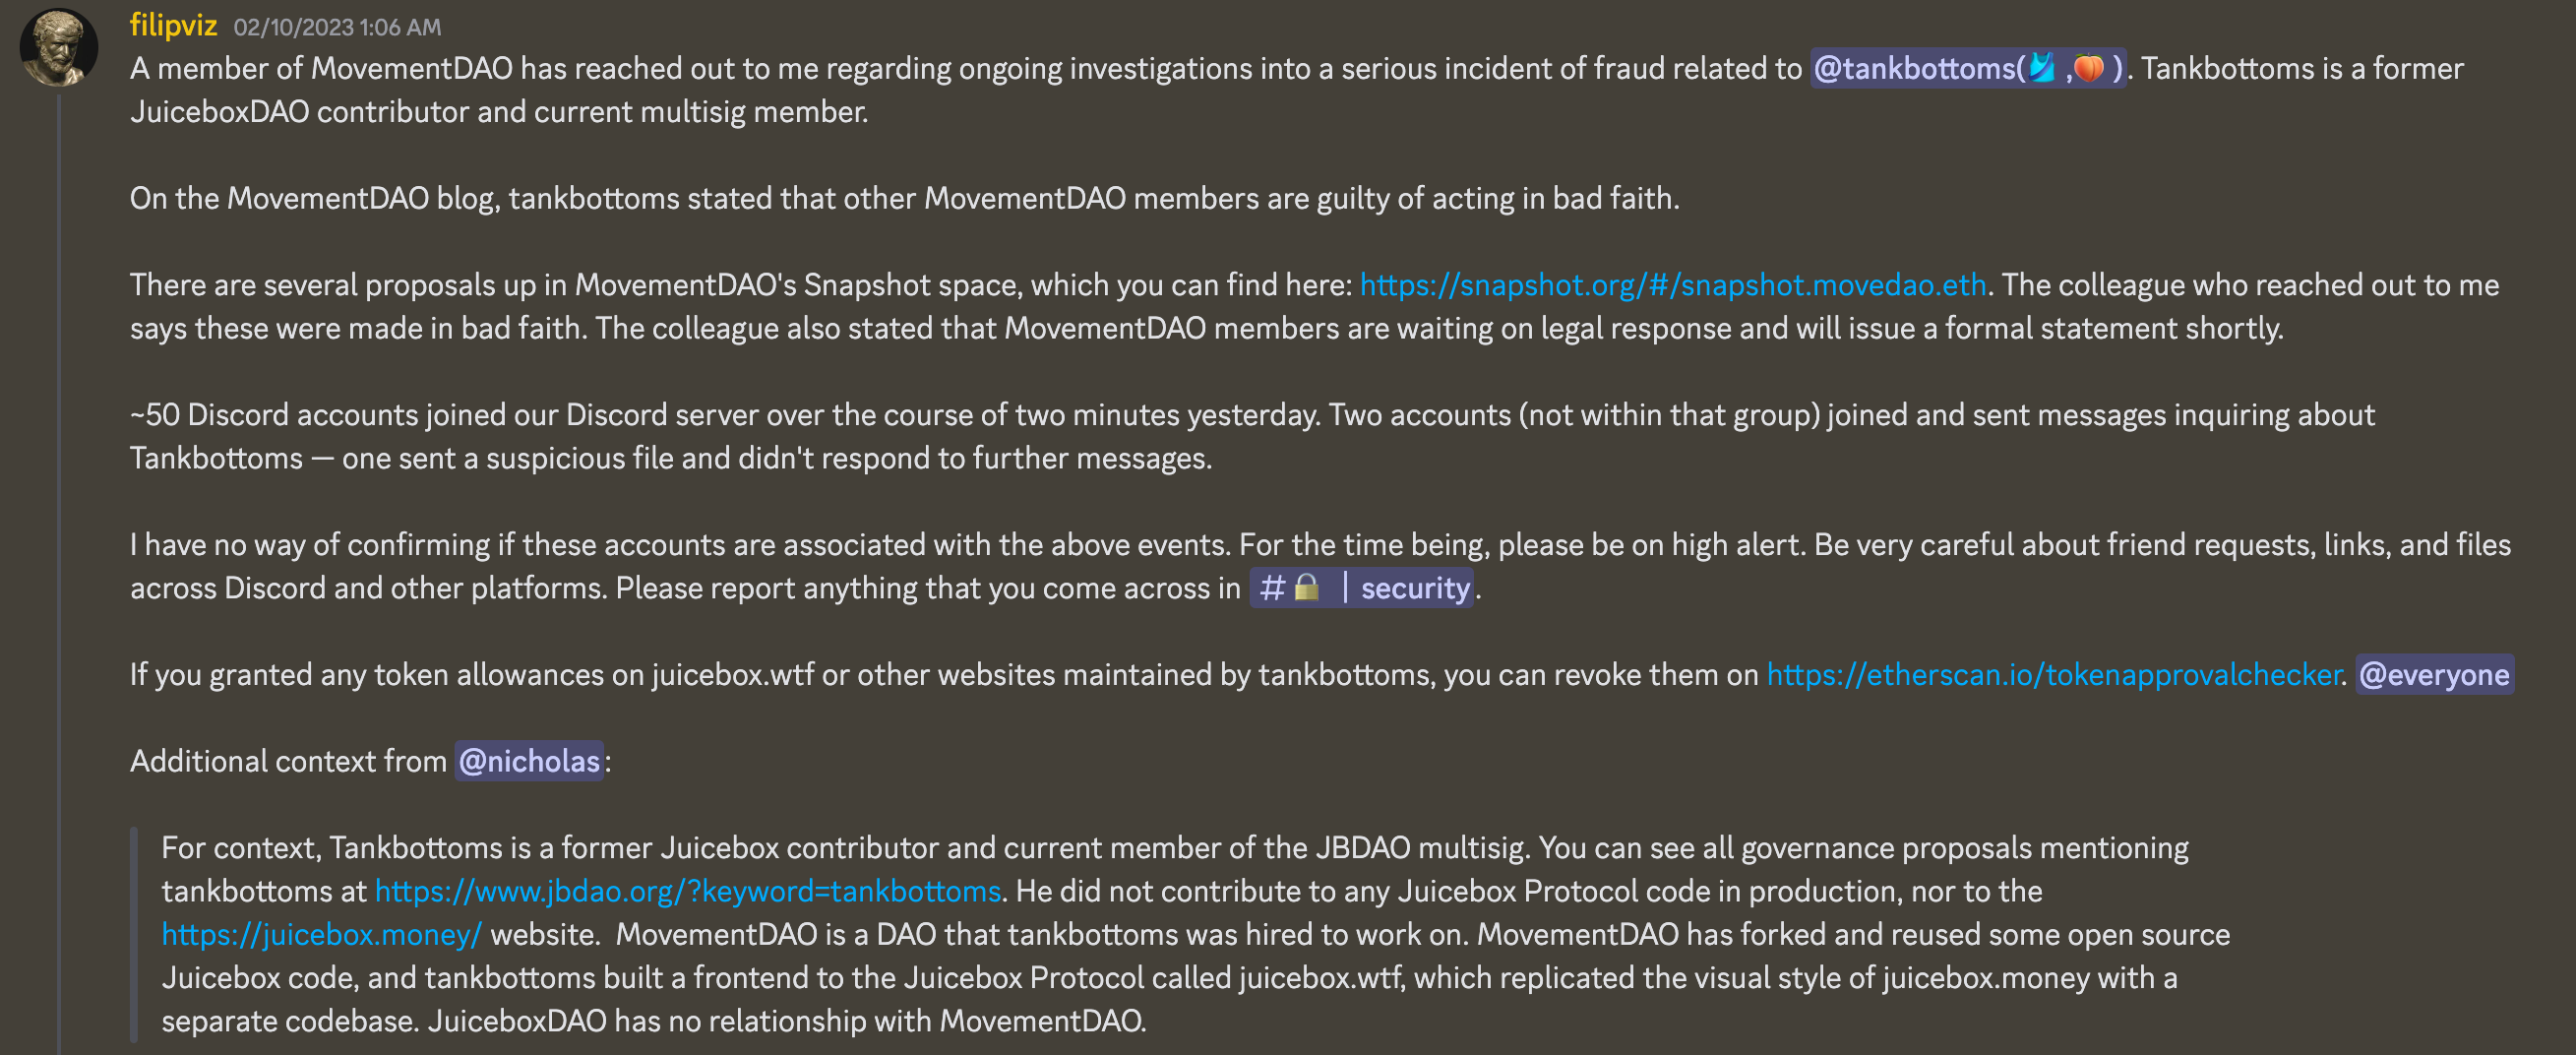 filipviz 02/10/2023 1:06 AM
A member of MovementDAO has reached out to me regarding ongoing investigations into a serious incident of fraud related to @tankbottoms(🎽,🍑). Tankbottoms is a former
JuiceboxDAO contributor and current multisig member.
On the MovementDAO blog, tankbottoms stated that other MovementDAO members are guilty of acting in bad faith.
There are several proposals up in MovementDAO's Snapshot space, which you can find here: https://snapshot.org/#/snapshot.movedao.eth. The colleague who reached out to me
says these were made in bad faith. The colleague also stated that MovementDAO members are waiting on legal response and will issue a formal statement shortly.
~50 Discord accounts joined our Discord server over the course of two minutes yesterday. Two accounts (not within that group) joined and sent messages inquiring about
Tankbottoms — one sent a suspicious file and didn't respond to further messages.
I have no way of confirming if these accounts are associated with the above events. For the time being, please be on high alert. Be very careful about friend requests, links, and files
across Discord and other platforms. Please report anything that you come across in #🔒 | security.
If you granted any token allowances on juicebox.wtf or other websites maintained by tankbottoms, you can revoke them on https://etherscan.io/tokenapprovalchecker. @everyone
Additional context from @nicholas:
For context, Tankbottoms is a former Juicebox contributor and current member of the JBDAO multisig. You can see all governance proposals mentioning
tankbottoms at https://www.jbdao.org/?keyword=tankbottoms. He did not contribute to any Juicebox Protocol code in production, nor to the
https://juicebox.money/ website. MovementDAO is a DAO that tankbottoms was hired to work on. MovementDAO has forked and reused some open source
Juicebox code, and tankbottoms built a frontend to the Juicebox Protocol called juicebox.wtf, which replicated the visual style of juicebox.money with a
separate codebase. JuiceboxDAO has no relationship with MovementDAO.